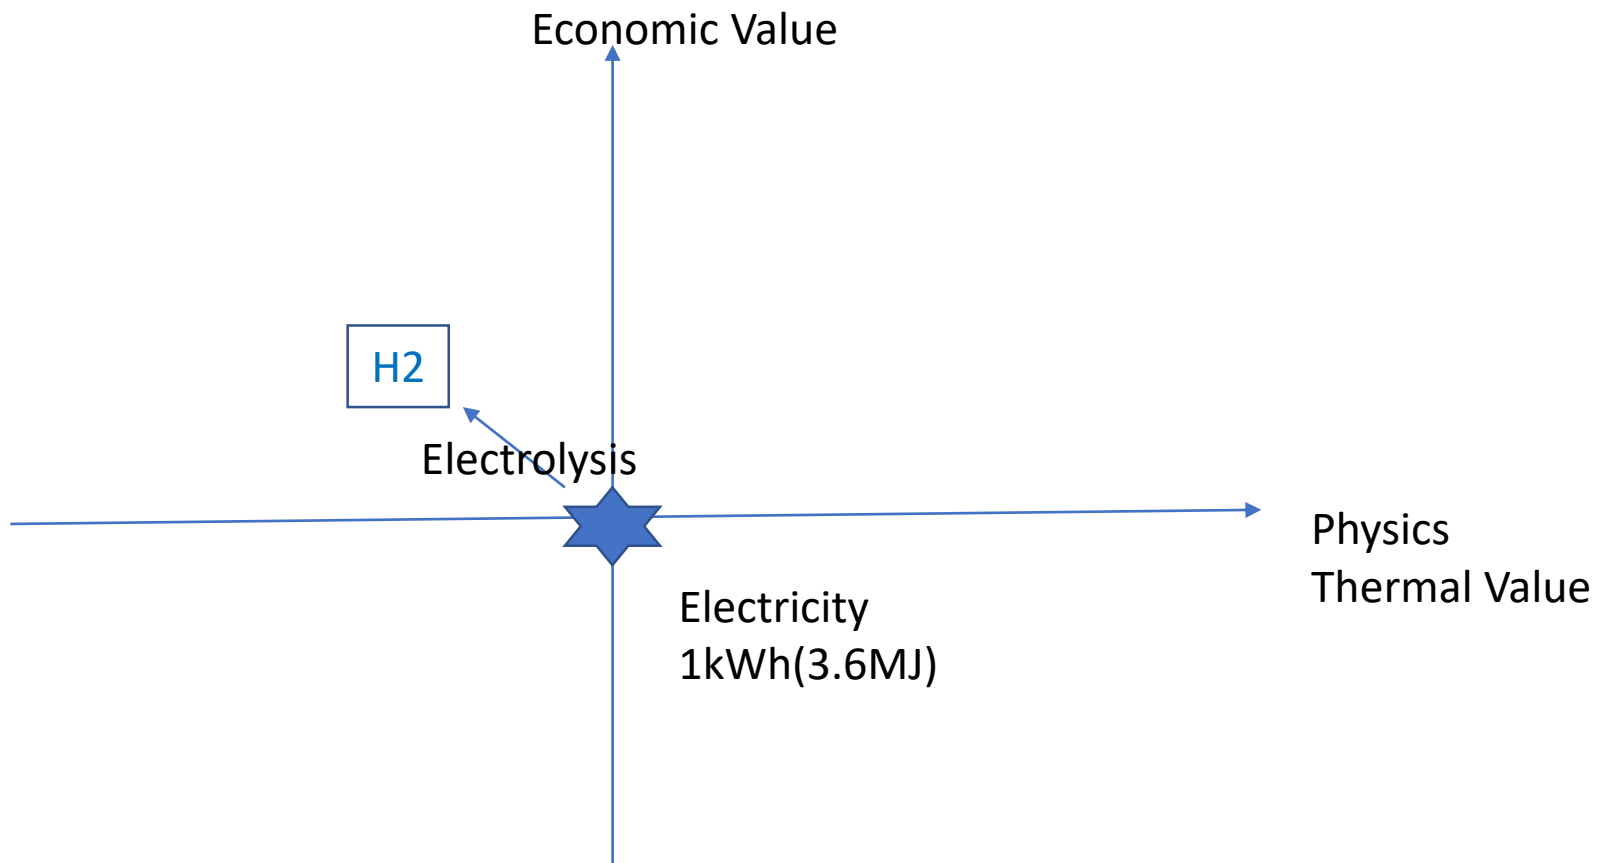 Economic Value
H2
Electrolysis
Physics
Thermal Value
Electricity
1kWh(3.6MJ)